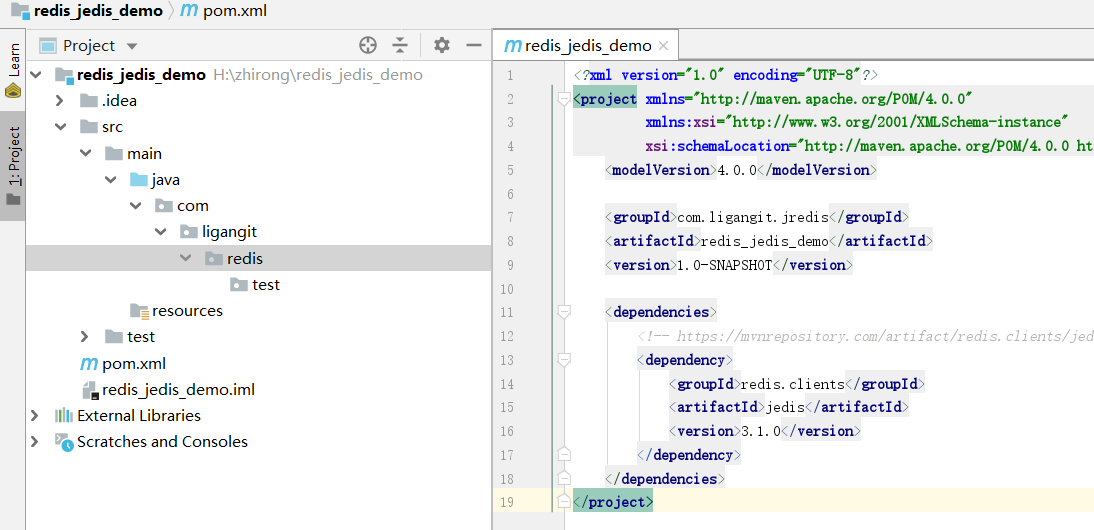 redis_jedis_demo pom.xml
Project
redis_jedis_demo
Learn
1: Project
redis_jedis_demo H:\zhirong\redis_jedis_demo
.idea
src
main
java
com
ligangit
redis
test
resources
test
pom.xml
redis_jedis_demo.iml
External Libraries
Scratches and Consoles
1 <?xml version="1.0" encoding="UTF-8"?>
2 <project xmlns="http://maven.apache.org/POM/4.0.0"
3 xmlns:xsi="http://www.w3.org/2001/XMLSchema-instance"
4 xsi:schemaLocation="http://maven.apache.org/POM/4.0.0 ht
5 <modelVersion>4.0.0</modelVersion>
6
7 <groupId>com.ligangit.jredis</groupId>
8 <artifactId>redis_jedis_demo</artifactId>
9 <version>1.0-SNAPSHOT</version>
10
11 <dependencies>
12 <!-- https://mvnrepository.com/artifact/redis.clients/jed
13 <dependency>
14 <groupId>redis.clients</groupId>
15 <artifactId>jedis</artifactId>
16 <version>3.1.0</version>
17 </dependency>
18 </dependencies>
19 </project>